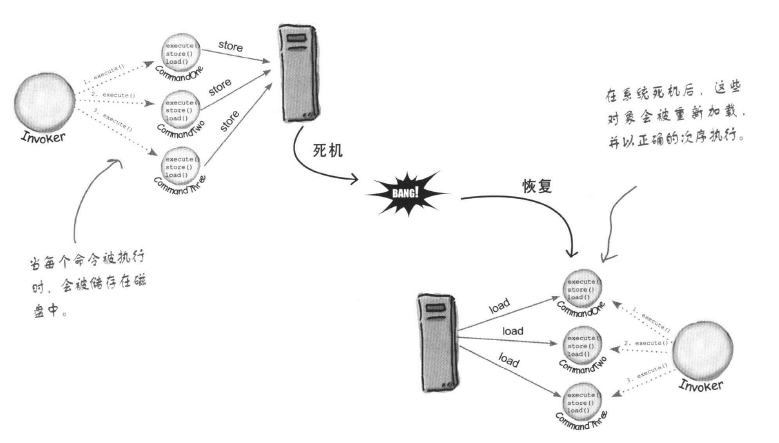 execute()
store()
load()
CommandOne
store
1. execute()
execute()
store()
load()
CommandTwo
store
2. execute()
3. execute()
execute()
store()
load()
CommandThree
store
Invoker
当每个命令被执行
时，会被储存在磁
盘中。
死机
BANG!
恢复
在系统死机后，这些
对象会被重新加载，
并以正确的次序执行。
execute()
store()
load()
CommandOne
load
1. execute()
execute()
store()
load()
CommandTwo
load
2. execute()
execute()
store()
load()
CommandThree
load
3. execute()
Invoker